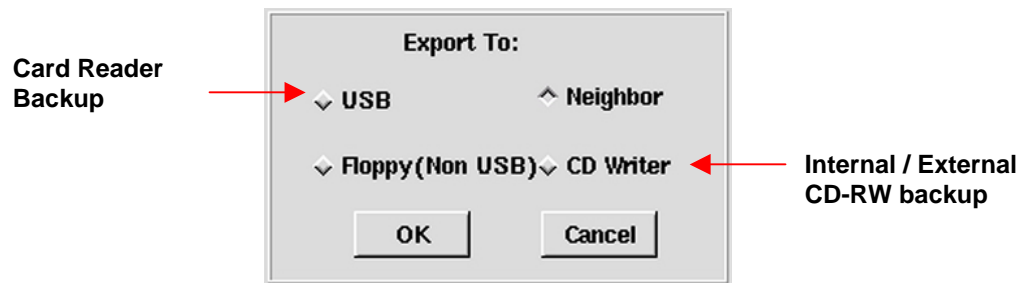 Export To:
Card Reader
Backup
USB
Neighbor
Floppy(Non USB)
CD Writer
Internal / External
CD-RW backup
OK
Cancel